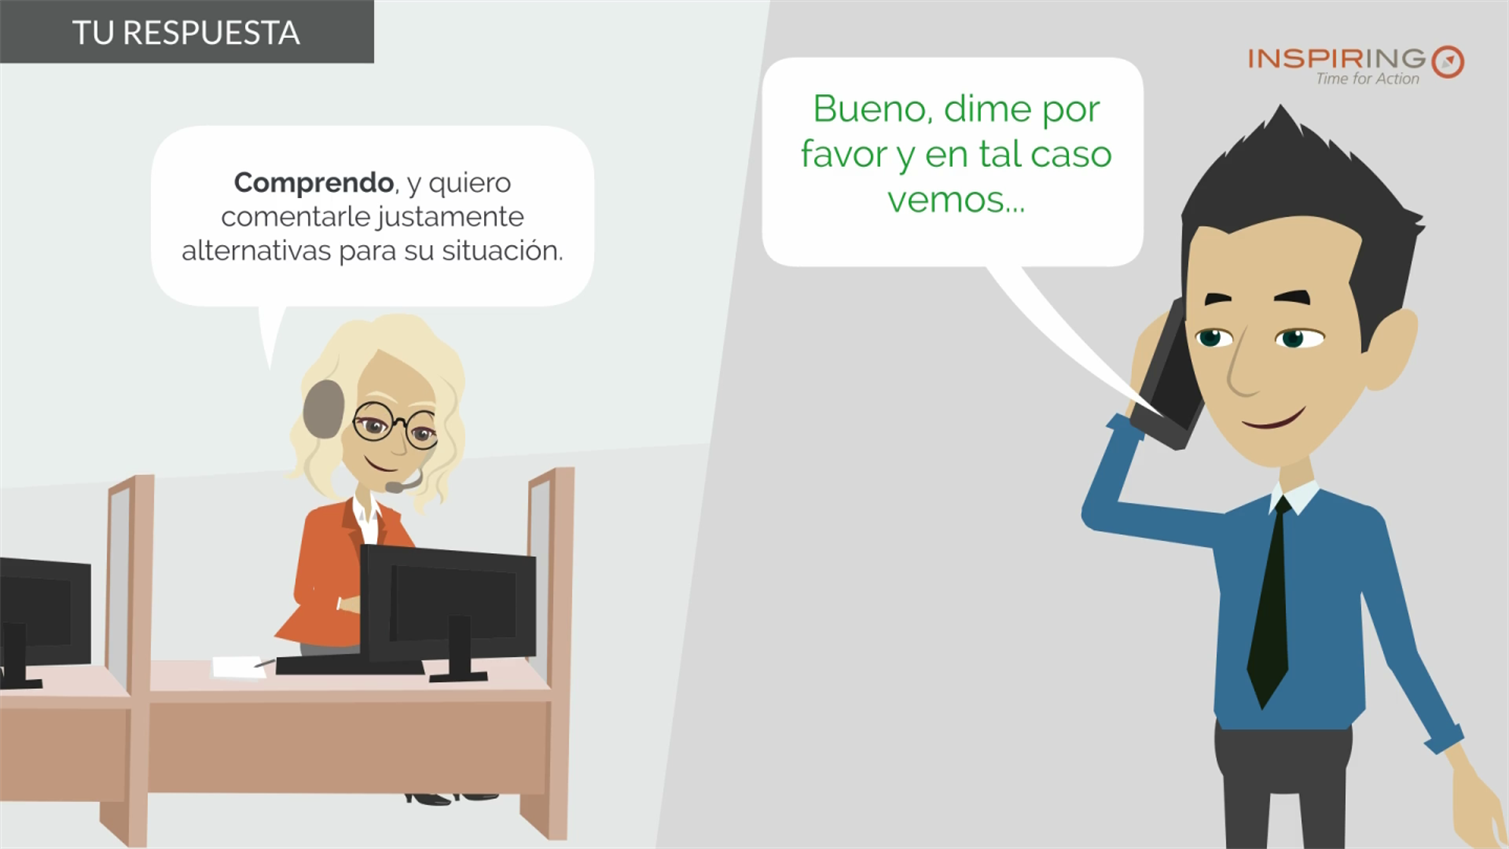 TU RESPUESTA
INSPIRING
Time for Action
Comprendo, y quiero
comentarle justamente
alternativas para su situación.
Bueno, dime por
favor y en tal caso
vemos...